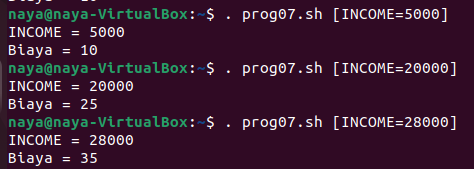 naya@naya-VirtualBox:~$ . prog07.sh [INCOME=5000]
INCOME = 5000
Biaya = 10
naya@naya-VirtualBox:~$ . prog07.sh [INCOME=20000]
INCOME = 20000
Biaya = 25
naya@naya-VirtualBox:~$ . prog07.sh [INCOME=28000]
INCOME = 28000
Biaya = 35